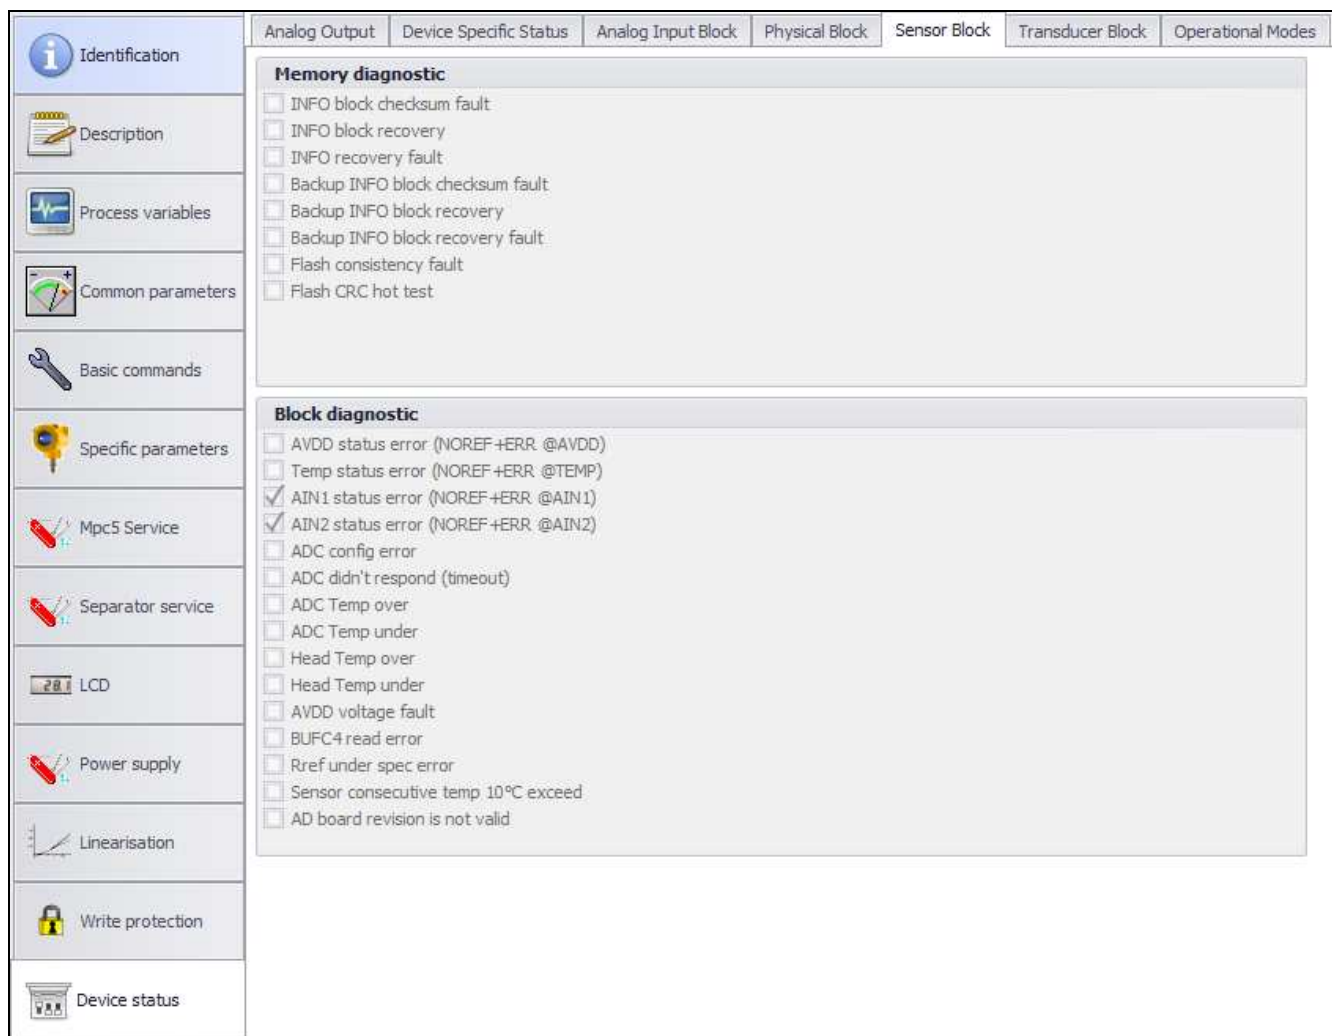 Identification
Description
Process variables
Common parameters
Basic commands
Specific parameters
Mpc5 Service
Separator service
28.1 LCD
Power supply
Linearisation
Write protection
Device status
Analog Output
Device Specific Status
Analog Input Block
Physical Block
Sensor Block
Transducer Block
Operational Modes
Memory diagnostic
INFO block checksum fault
INFO block recovery
INFO recovery fault
Backup INFO block checksum fault
Backup INFO block recovery
Backup INFO block recovery fault
Flash consistency fault
Flash CRC hot test
Block diagnostic
AVDD status error (NOREF+ERR @AVDD)
Temp status error (NOREF+ERR @TEMP)
AIN1 status error (NOREF+ERR @AIN1)
AIN2 status error (NOREF+ERR @AIN2)
ADC config error
ADC didn't respond (timeout)
ADC Temp over
ADC Temp under
Head Temp over
Head Temp under
AVDD voltage fault
BUFC4 read error
Rref under spec error
Sensor consecutive temp 10°C exceed
AD board revision is not valid